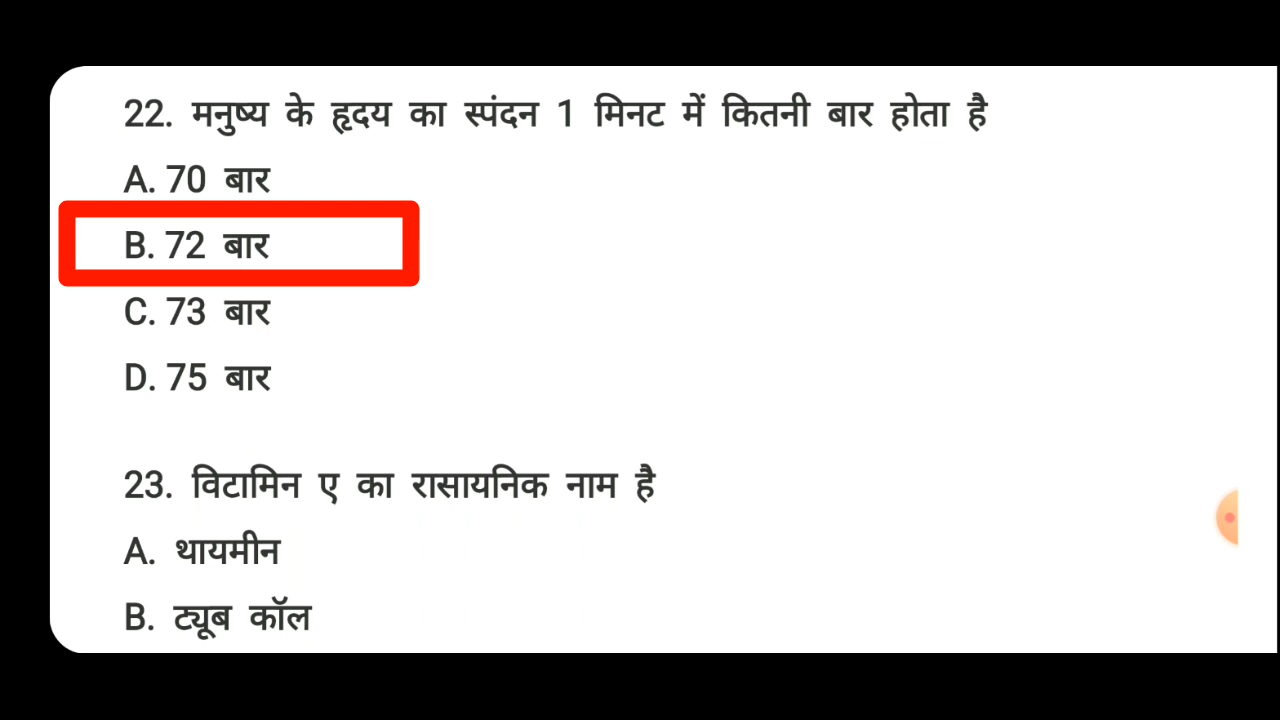 22. मनुष्य के हृदय का स्पंदन 1 मिनट में कितनी बार होता है
A. 70 बार
B. 72 बार
C. 73 बार
D. 75 बार
23. विटामिन ए का रासायनिक नाम है
A. थायमीन
B. ट्यूब कॉल